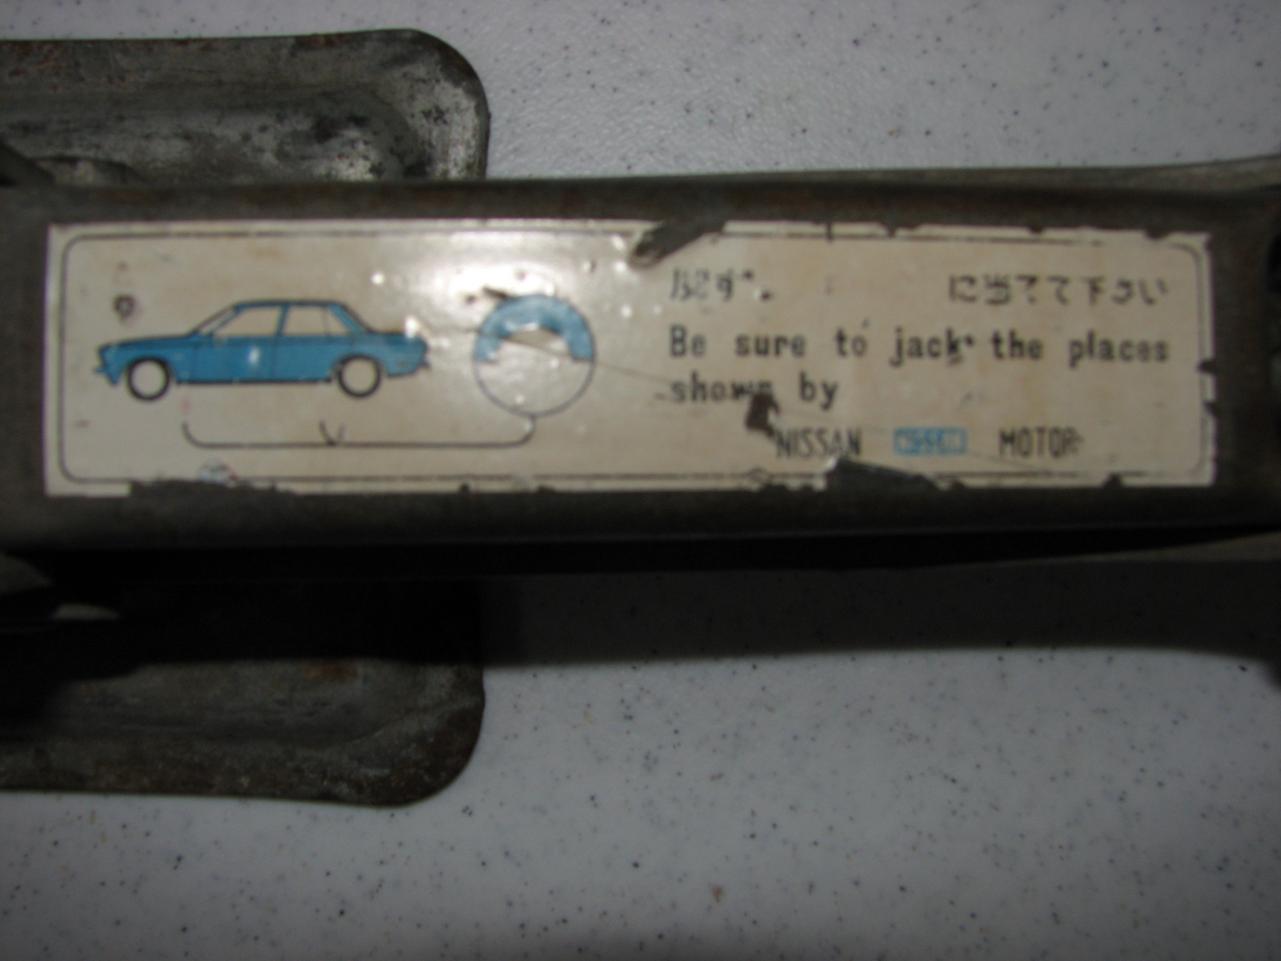 必ず に当てて下さい
Be sure to jack the places
shown by
NISSAN NISSAN MOTOR